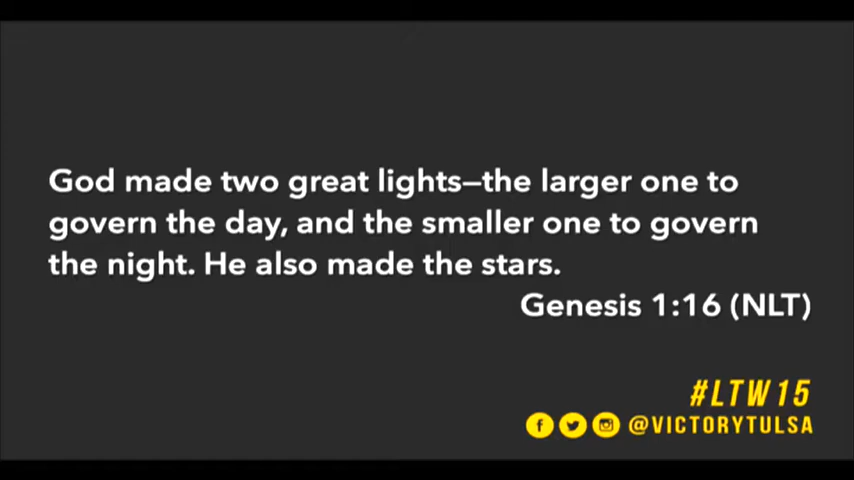 God made two great lights—the larger one to
govern the day, and the smaller one to govern
the night. He also made the stars.
Genesis 1:16 (NLT)
#LTW15
@VICTORYTULSA